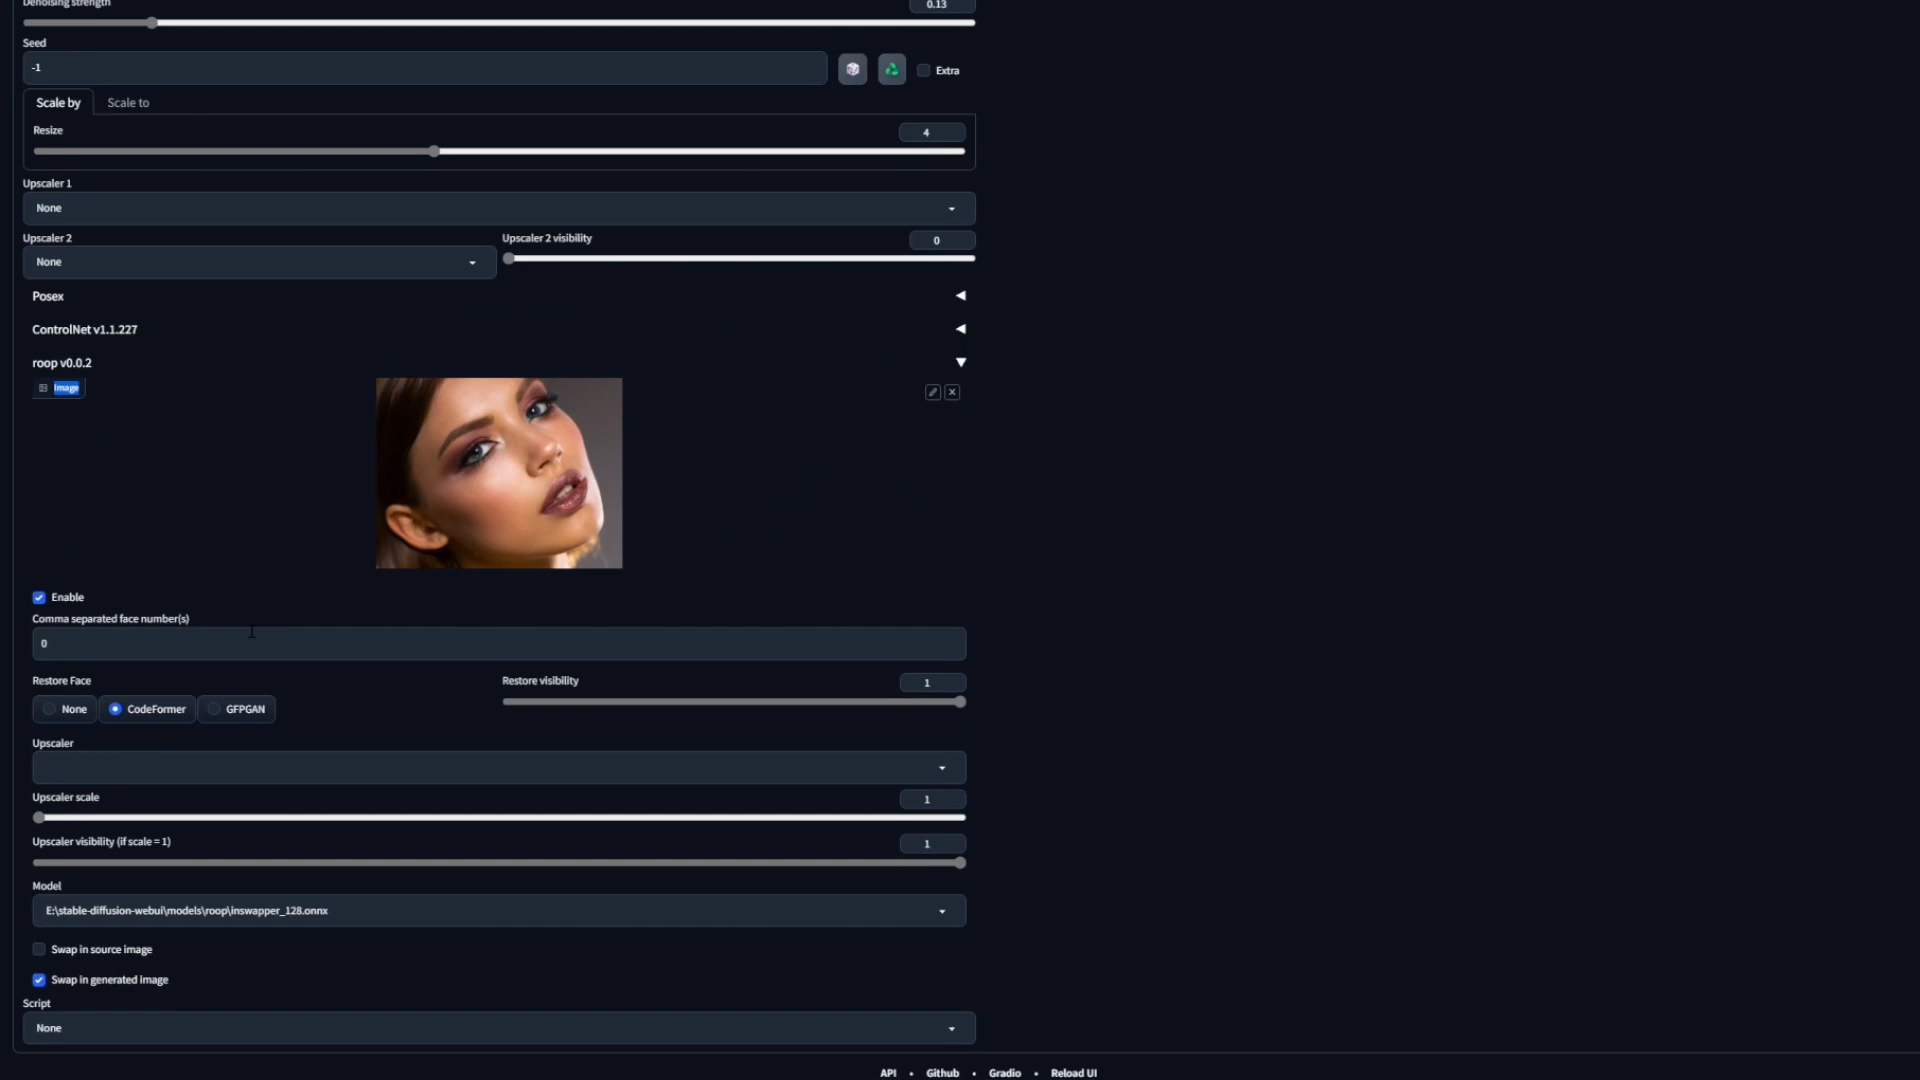 Denoising strength
0.13
Seed
-1
Extra
Scale by
Scale to
Resize
4
Upscaler 1
None
Upscaler 2
Upscaler 2 visibility
0
None
Posex
ControlNet v1.1.227
roop v0.0.2
Image
Enable
Comma separated face number(s)
0
Restore Face
Restore visibility
1
None
CodeFormer
GFPGAN
Upscaler
Upscaler scale
1
Upscaler visibility (if scale = 1)
1
Model
E:\stable-diffusion-webui\models\roop\inswapper_128.onnx
Swap in source image
Swap in generated image
Script
None
API • Github • Gradio • Reload UI